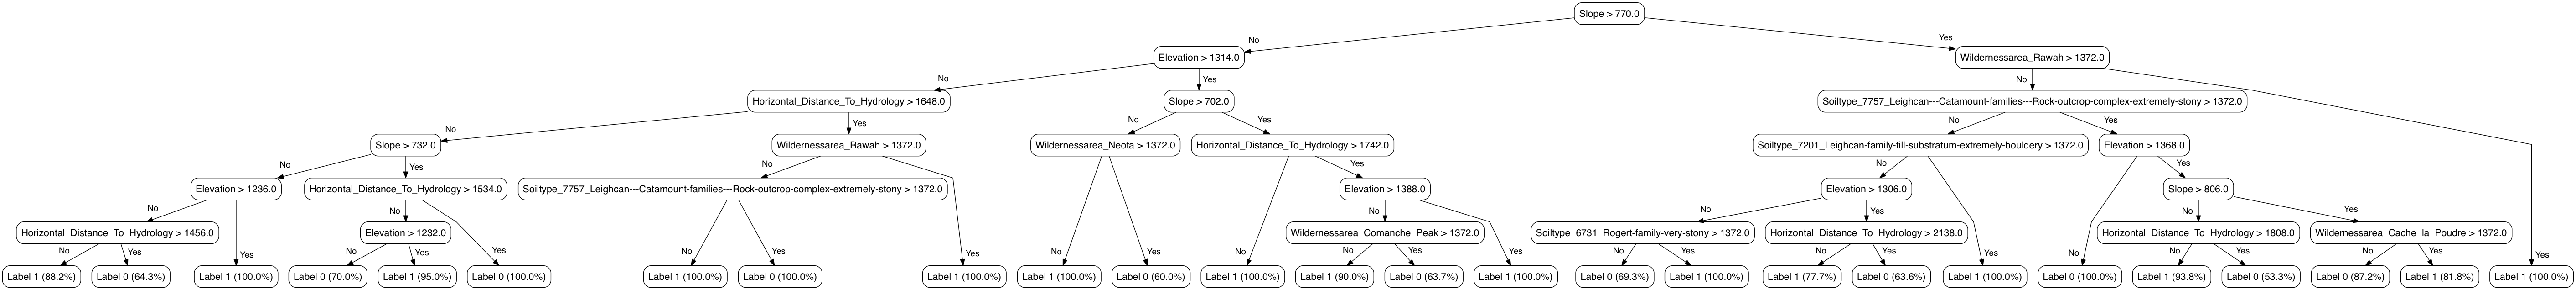 Slope > 770.0
No
Yes
Elevation > 1314.0
Wildernessarea_Rawah > 1372.0
No
Yes
No
Yes
Horizontal_Distance_To_Hydrology > 1648.0
Slope > 702.0
Soiltype_7757_Leighcan---Catamount-families---Rock-outcrop-complex-extremely-stony > 1372.0
No
Yes
No
Yes
No
Yes
Slope > 732.0
Wildernessarea_Rawah > 1372.0
Wildernessarea_Neota > 1372.0
Horizontal_Distance_To_Hydrology > 1742.0
Soiltype_7201_Leighcan-family-till-substratum-extremely-bouldery > 1372.0
Elevation > 1368.0
No
Yes
No
Yes
No
Yes
Elevation > 1236.0
Horizontal_Distance_To_Hydrology > 1534.0
Soiltype_7757_Leighcan---Catamount-families---Rock-outcrop-complex-extremely-stony > 1372.0
Elevation > 1388.0
Elevation > 1306.0
Slope > 806.0
No
No
No
No
Yes
No
Yes
Horizontal_Distance_To_Hydrology > 1456.0
Elevation > 1232.0
Wildernessarea_Comanche_Peak > 1372.0
Soiltype_6731_Rogert-family-very-stony > 1372.0
Horizontal_Distance_To_Hydrology > 2138.0
Horizontal_Distance_To_Hydrology > 1808.0
Wildernessarea_Cache_la_Poudre > 1372.0
No
Yes
Yes
No
Yes
Yes
No
Yes
Yes
No
Yes
No
No
Yes
Yes
No
Yes
No
Yes
Yes
No
No
Yes
No
Yes
Yes
Label 1 (88.2%)
Label 0 (64.3%)
Label 1 (100.0%)
Label 0 (70.0%)
Label 1 (95.0%)
Label 0 (100.0%)
Label 1 (100.0%)
Label 0 (100.0%)
Label 1 (100.0%)
Label 1 (100.0%)
Label 0 (60.0%)
Label 1 (100.0%)
Label 1 (90.0%)
Label 0 (63.7%)
Label 1 (100.0%)
Label 0 (69.3%)
Label 1 (100.0%)
Label 1 (77.7%)
Label 0 (63.6%)
Label 1 (100.0%)
Label 0 (100.0%)
Label 1 (93.8%)
Label 0 (53.3%)
Label 0 (87.2%)
Label 1 (81.8%)
Label 1 (100.0%)